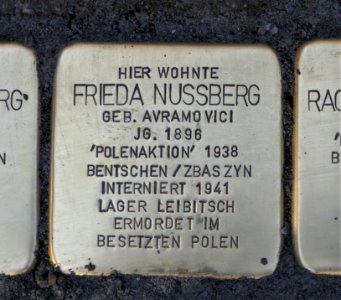 HIER WOHNTE
FRIEDA NUSSBERG
GEB. AVRAMOVICI
JG. 1896
'POLENAKTION' 1938
BENTSCHEN / ZBASZYN
INTERNIERT 1941
LAGER LEIBITSCH
ERMORDET IM
BESETZTEN POLEN